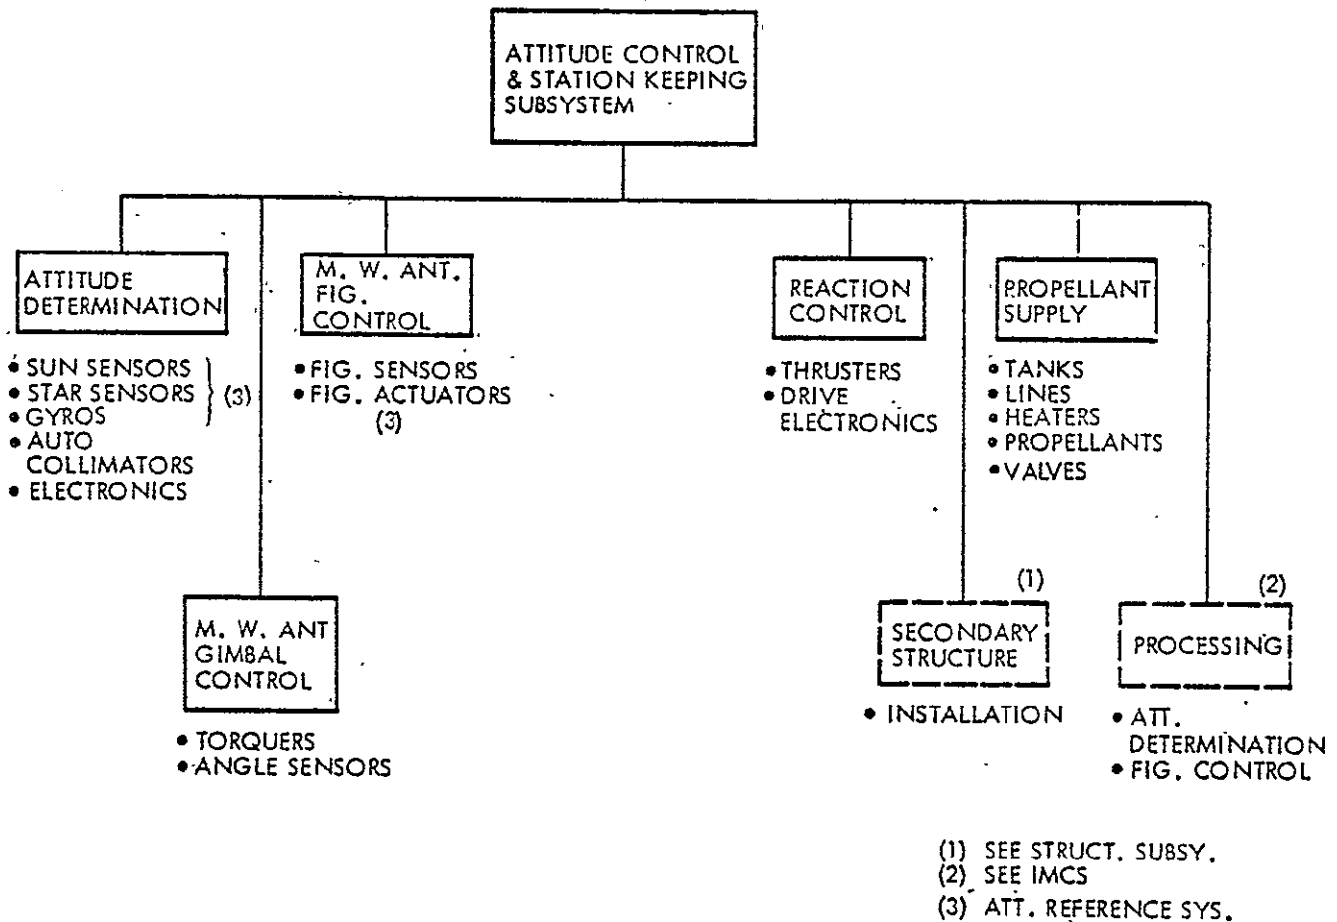 ATTITUDE CONTROL
& STATION KEEPING
SUBSYSTEM
ATTITUDE
DETERMINATION
• SUN SENSORS
• STAR SENSORS
• GYROS
(3)
• AUTO
COLLIMATORS
• ELECTRONICS
M. W. ANT
GIMBAL
CONTROL
• TORQUERS
• ANGLE SENSORS
M. W. ANT.
FIG.
CONTROL
• FIG. SENSORS
• FIG. ACTUATORS
(3)
REACTION
CONTROL
• THRUSTERS
• DRIVE
ELECTRONICS
(1)
SECONDARY
STRUCTURE
• INSTALLATION
PROPELLANT
SUPPLY
• TANKS
• LINES
• HEATERS
• PROPELLANTS
• VALVES
(2)
PROCESSING
• ATT.
DETERMINATION
• FIG. CONTROL
(1) SEE STRUCT. SUBSY.
(2) SEE IMCS
(3) ATT. REFERENCE SYS.